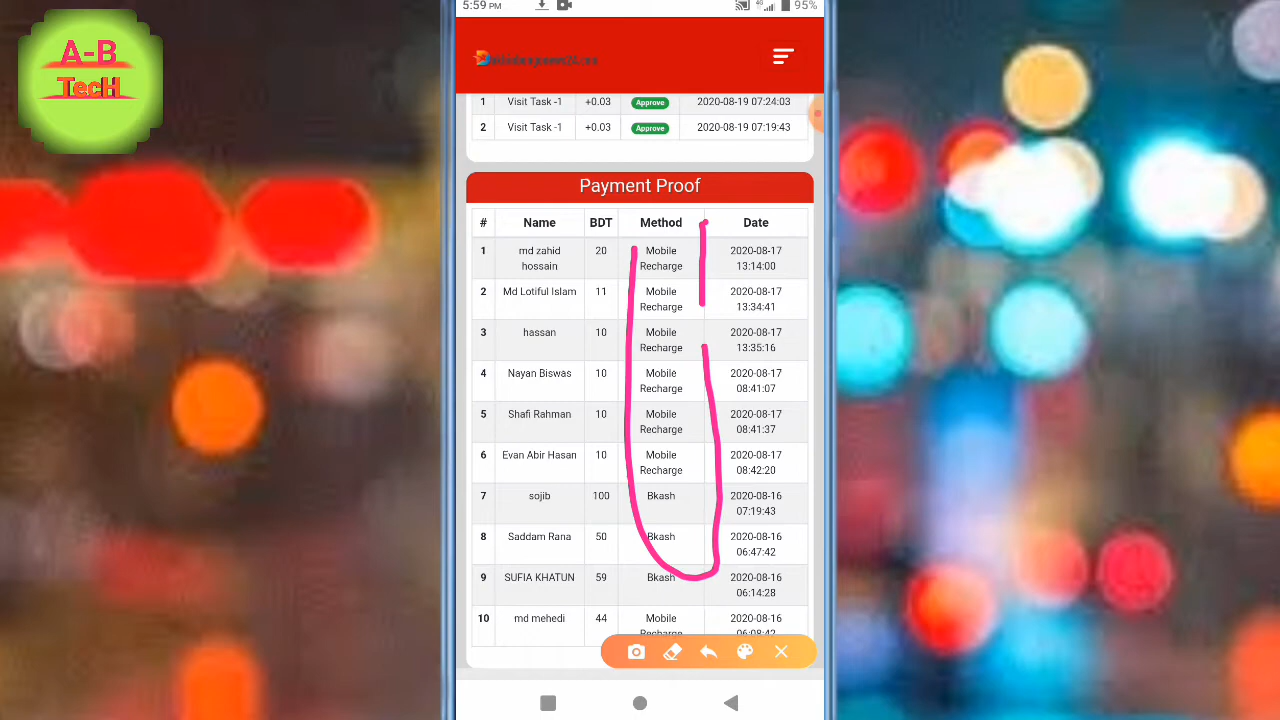 A-B
TecH
5:59 PM
95%
1 Visit Task -1 +0.03 Approve 2020-08-19 07:24:03
2 Visit Task -1 +0.03 Approve 2020-08-19 07:19:43
Payment Proof
# Name BDT Method Date
1 md zahid hossain 20 Mobile Recharge 2020-08-17 13:14:00
2 Md Lotiful Islam 11 Mobile Recharge 2020-08-17 13:34:41
3 hassan 10 Mobile Recharge 2020-08-17 13:35:16
4 Nayan Biswas 10 Mobile Recharge 2020-08-17 08:41:07
5 Shafi Rahman 10 Mobile Recharge 2020-08-17 08:41:37
6 Evan Abir Hasan 10 Mobile Recharge 2020-08-17 08:42:20
7 sojib 100 Bkash 2020-08-16 07:19:43
8 Saddam Rana 50 Bkash 2020-08-16 06:47:42
9 SUFIA KHATUN 59 Bkash 2020-08-16 06:14:28
10 md mehedi 44 Mobile Recharge 2020-08-16 06:08:42